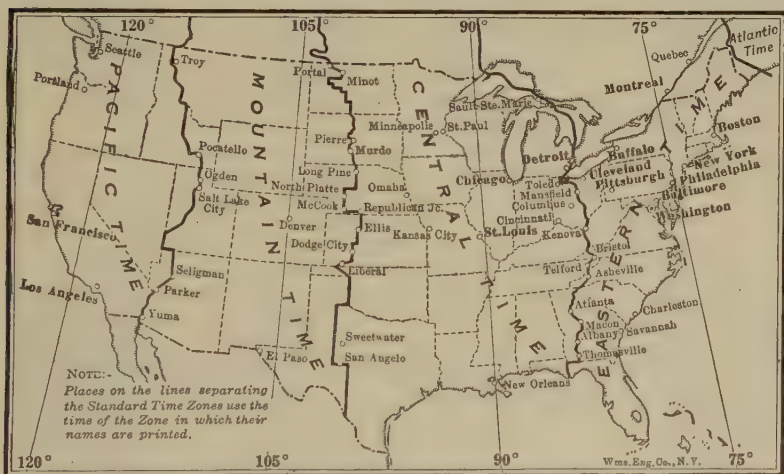 120°
105°
90°
75°
Atlantic
Time
Seattle
Troy
Portal
Minot
Quebec
Portland
Montreal
Sault-Ste. Marie
PACIFIC TIME
MOUNTAIN TIME
CENTRAL TIME
EASTERN TIME
Minneapolis
St.Paul
Boston
Pierre
Murdo
Buffalo
Detroit
Pocatello
Ogden
Long Pine
Chicago
Cleveland
New York
Pittsburgh
Philadelphia
North Platte
Omaha
Toledo
Mansfield
Baltimore
Salt Lake
City
McCook
Republican Jc.
Columbus
Washington
San Francisco
Denver
Ellis
Cincinnati
Dodge City
Kansas City
St.Louis
Kenova
Bristol
Seligman
Liberal
Telford
Asheville
Los Angeles
Parker
Atlanta
Charleston
Yuma
Sweetwater
Macon
Savannah
El Paso
San Angelo
Albany
Thomasville
New Orleans
NOTE:-
Places on the lines separating
the Standard Time Zones use the
time of the Zone in which their
names are printed.
Wms. Eng. Co., N.Y.
120°
105°
90°
75°